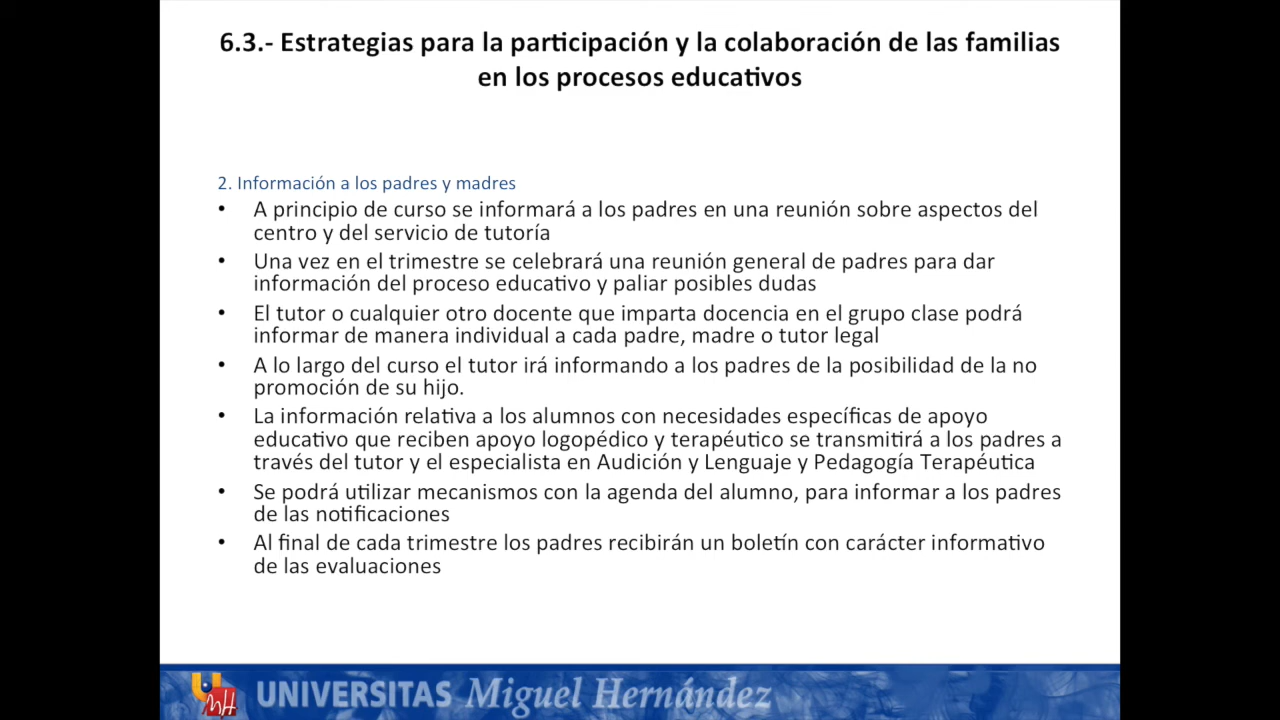 6.3.- Estrategias para la participación y la colaboración de las familias
en los procesos educativos
2. Información a los padres y madres
• A principio de curso se informará a los padres en una reunión sobre aspectos del
centro y del servicio de tutoría
• Una vez en el trimestre se celebrará una reunión general de padres para dar
información del proceso educativo y paliar posibles dudas
• El tutor o cualquier otro docente que imparta docencia en el grupo clase podrá
informar de manera individual a cada padre, madre o tutor legal
• A lo largo del curso el tutor irá informando a los padres de la posibilidad de la no
promoción de su hijo.
• La información relativa a los alumnos con necesidades específicas de apoyo
educativo que reciben apoyo logopédico y terapéutico se transmitirá a los padres a
través del tutor y el especialista en Audición y Lenguaje y Pedagogía Terapéutica
• Se podrá utilizar mecanismos con la agenda del alumno, para informar a los padres
de las notificaciones
• Al final de cada trimestre los padres recibirán un boletín con carácter informativo
de las evaluaciones
UMH UNIVERSITAS Miguel Hernández